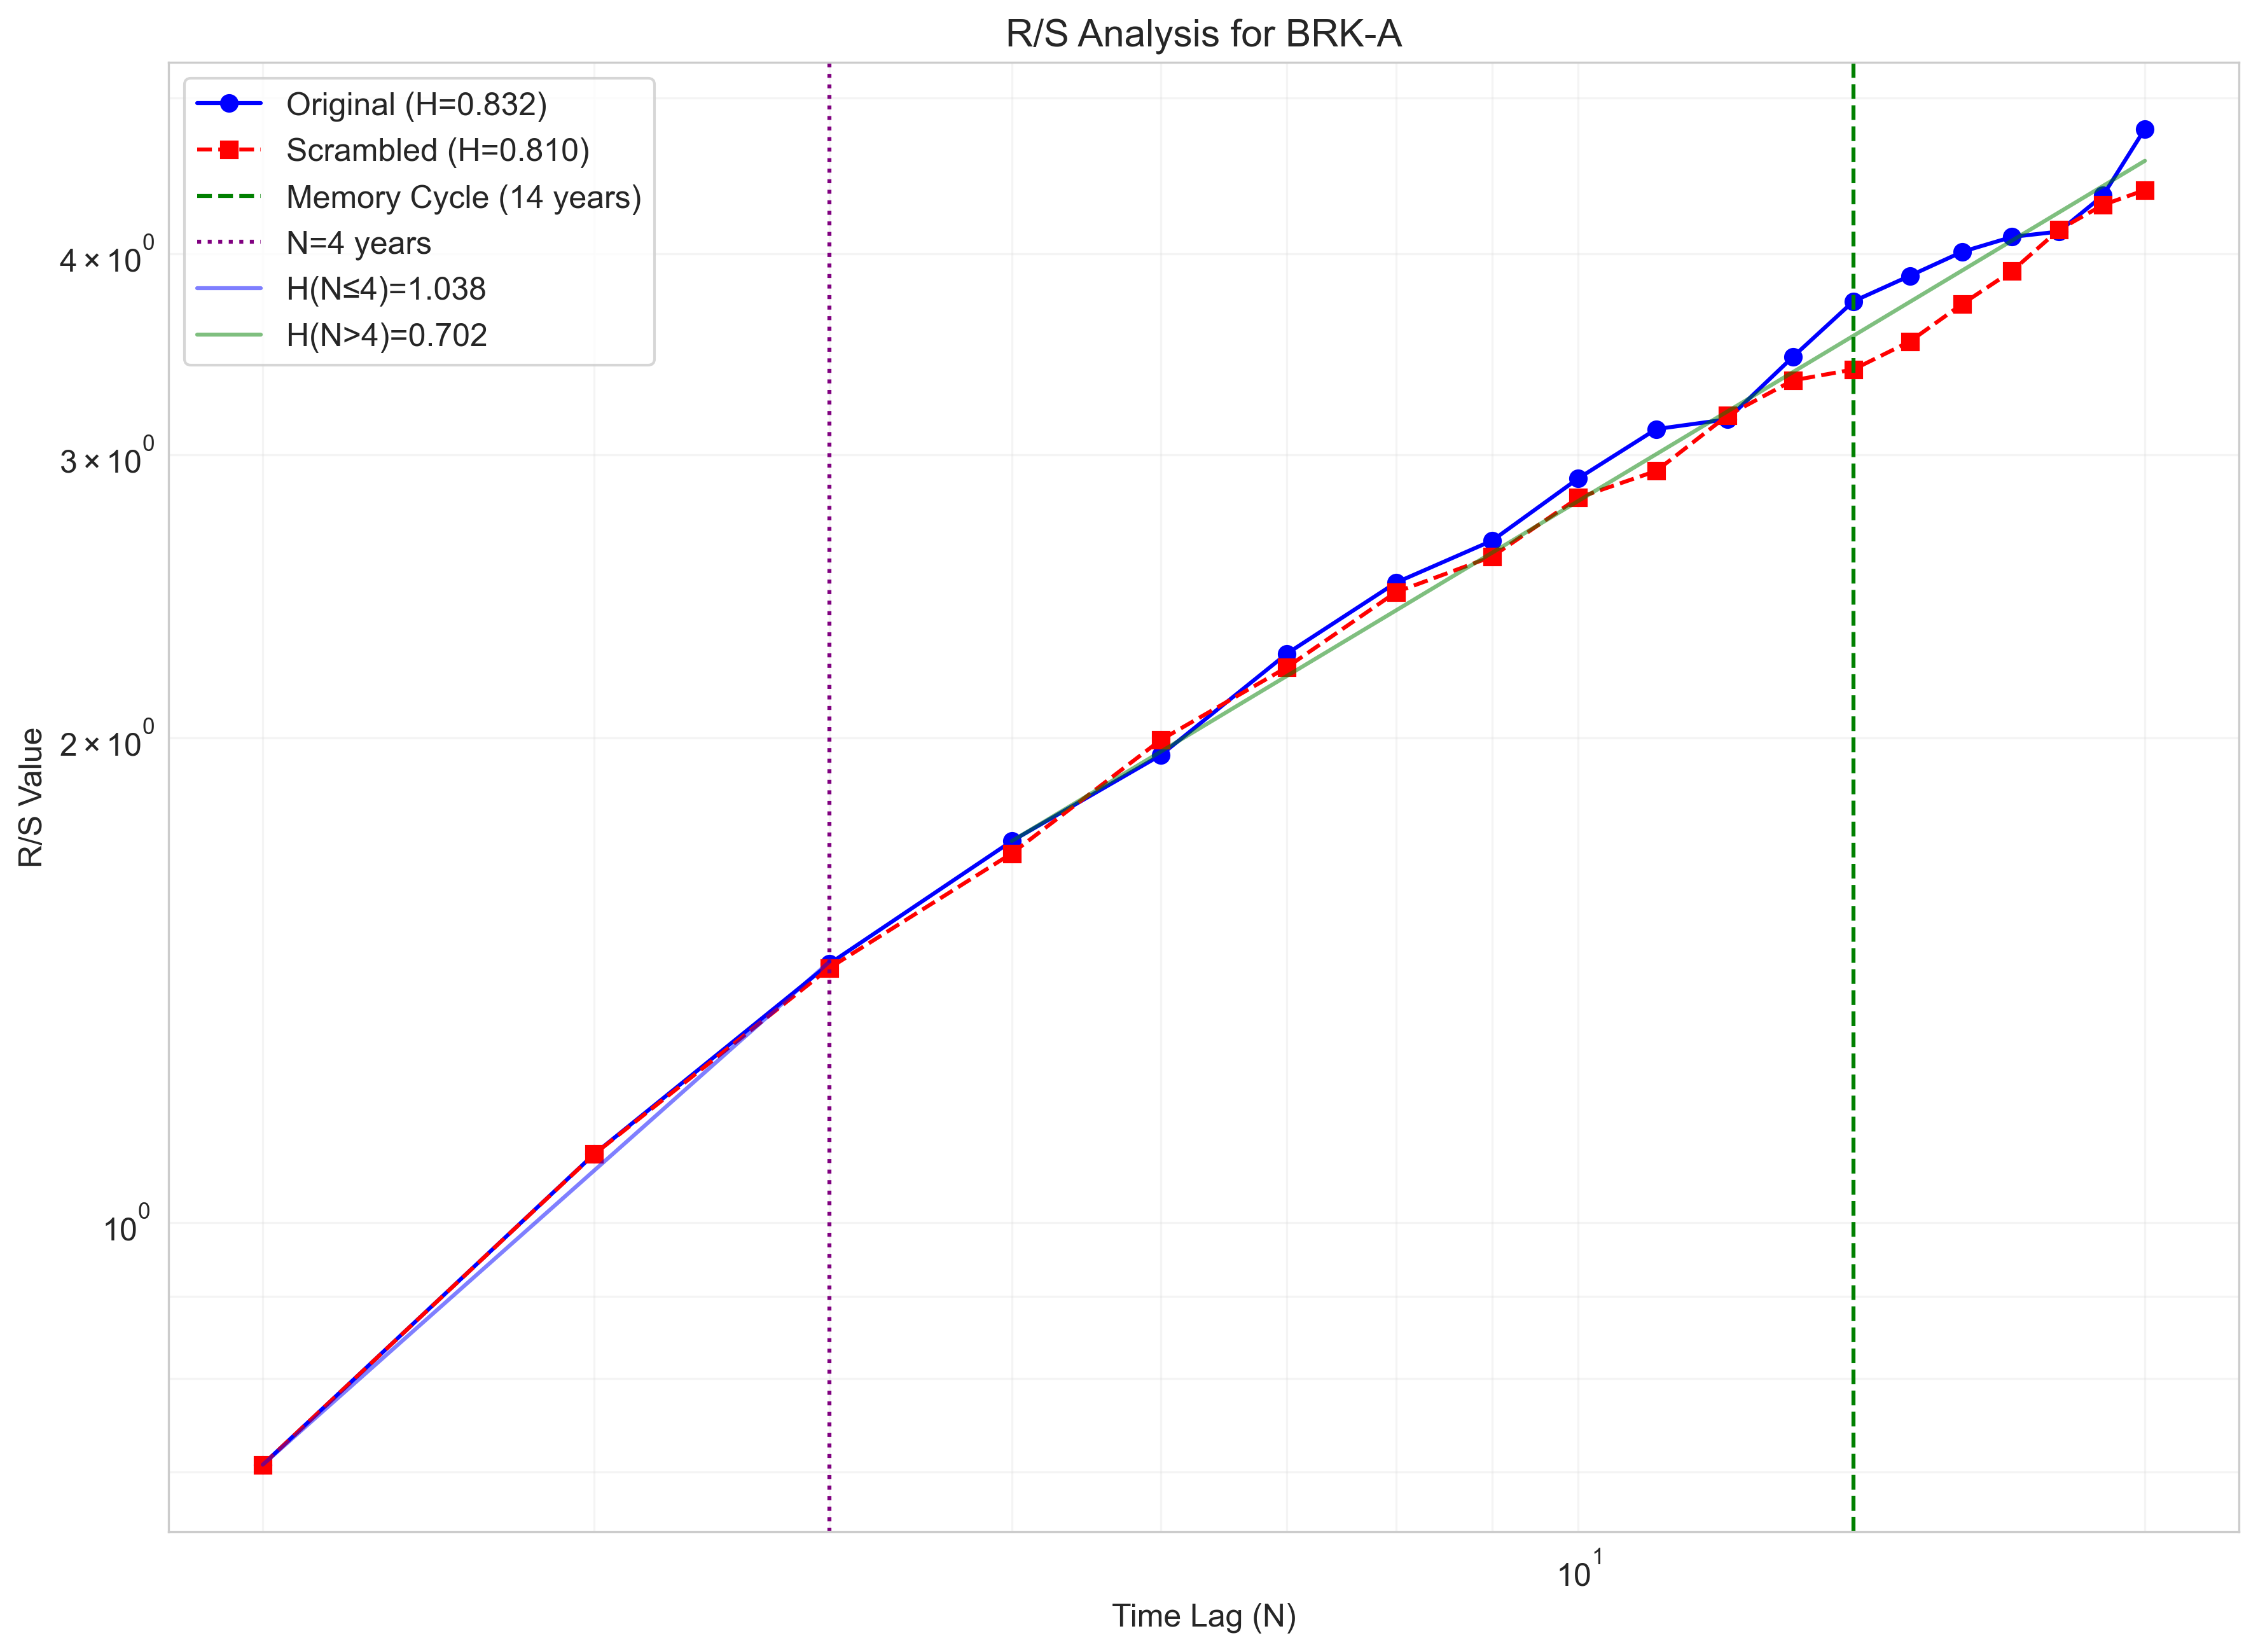 R/S Analysis for BRK-A
Original (H=0.832)
Scrambled (H=0.810)
Memory Cycle (14 years)
N=4 years
H(N≤4)=1.038
H(N>4)=0.702
4 × 10⁰
3 × 10⁰
2 × 10⁰
10⁰
R/S Value
10¹
Time Lag (N)